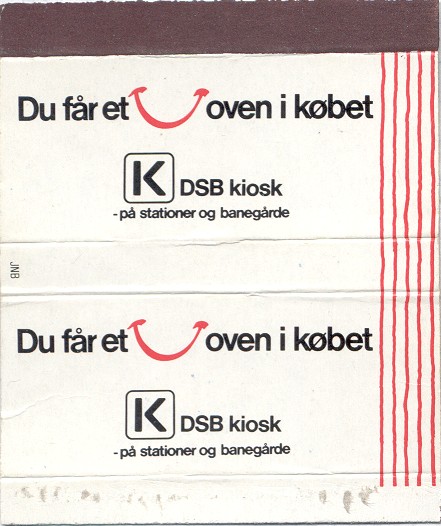 Du får et oven i købet
K DSB kiosk
-på stationer og banegårde
JNB
Du får et oven i købet
K DSB kiosk
-på stationer og banegårde